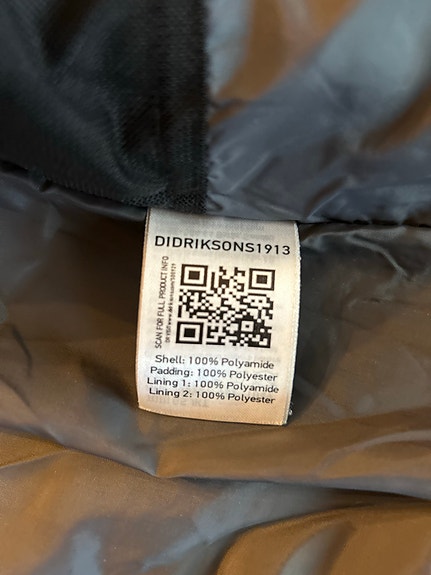 DIDRIKSONS1913
SCAN FOR FULL PRODUCT INFO
Shell: 100% Polyamide
Padding: 100% Polyester
Lining 1: 100% Polyamide
Lining 2: 100% Polyester